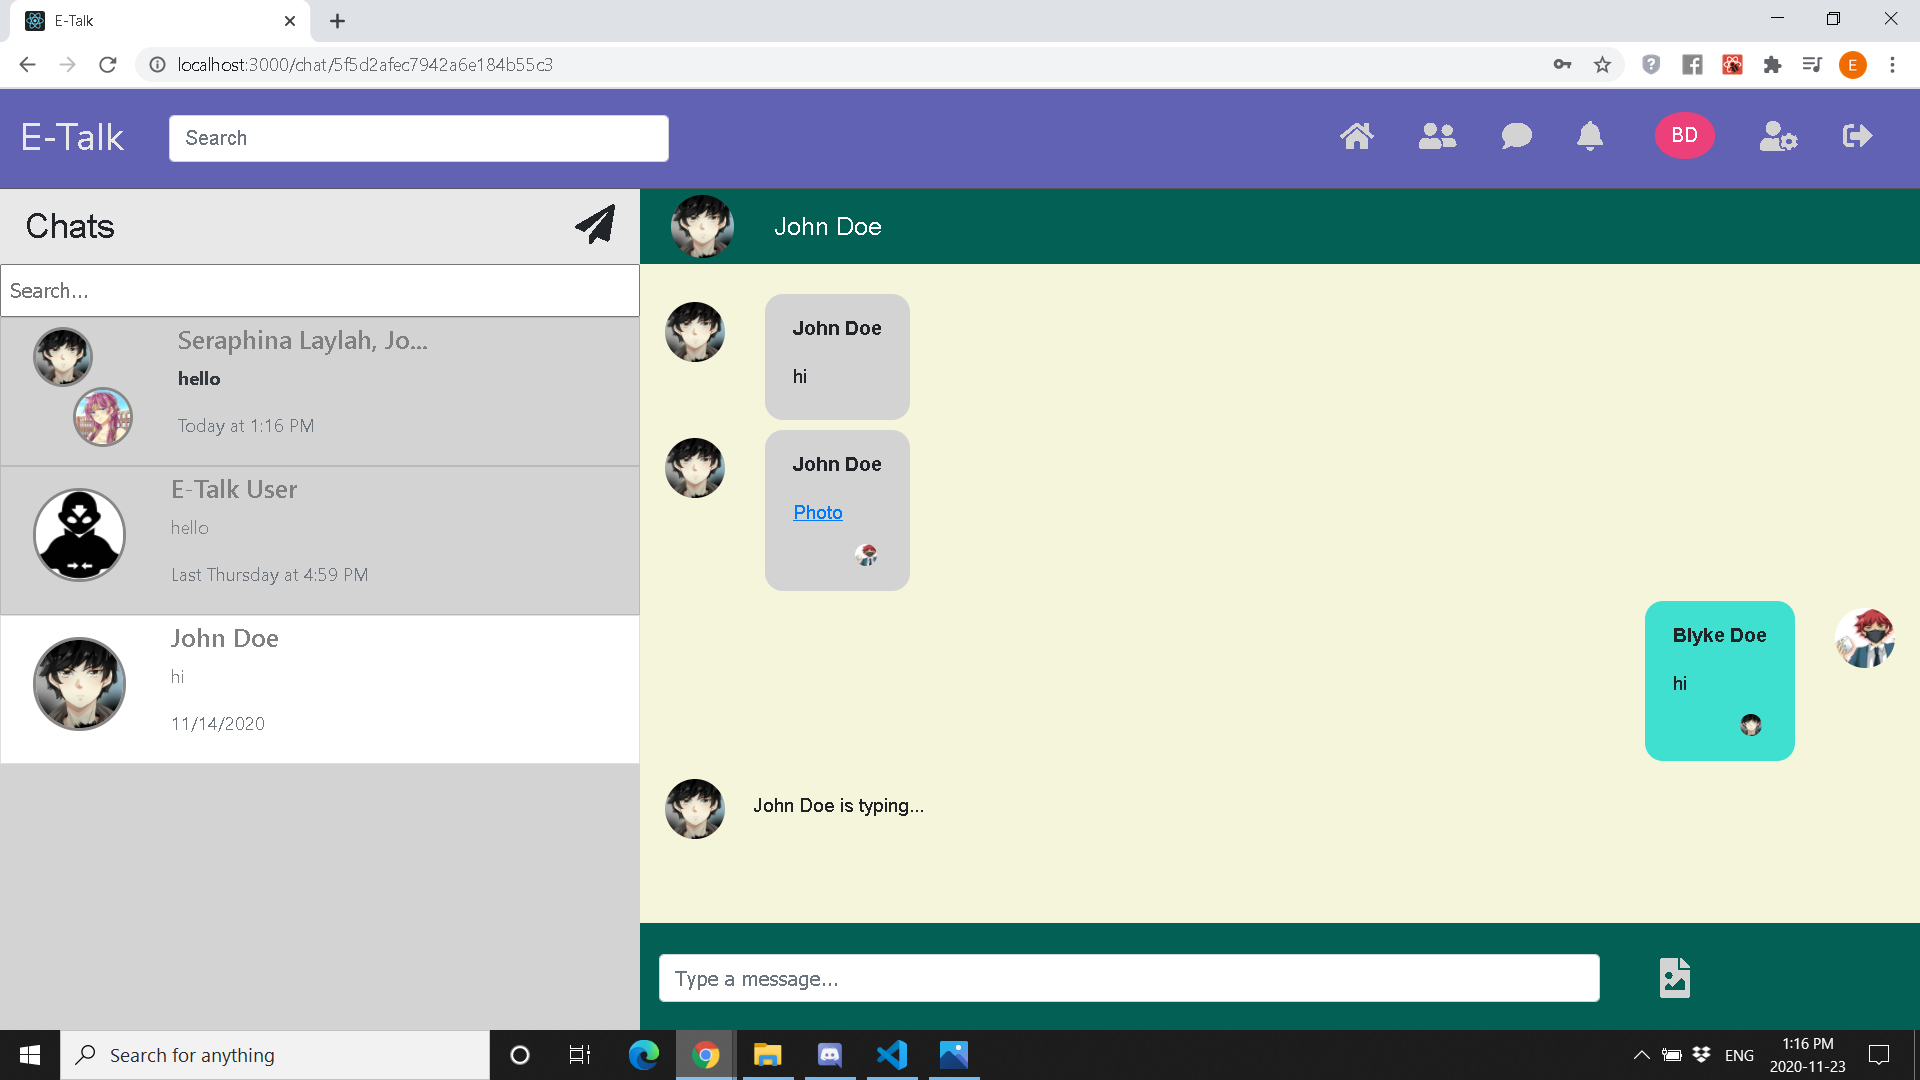 E-Talk
localhost:3000/chat/5f5d2afec7942a6e184b55c3
E
E-Talk
Search
BD
Chats
Search...
Seraphina Laylah, Jo...
hello
Today at 1:16 PM
E-Talk User
hello
Last Thursday at 4:59 PM
John Doe
hi
11/14/2020
John Doe
John Doe
hi
John Doe
Photo
Blyke Doe
hi
John Doe is typing...
Type a message...
Search for anything
ENG
1:16 PM
2020-11-23